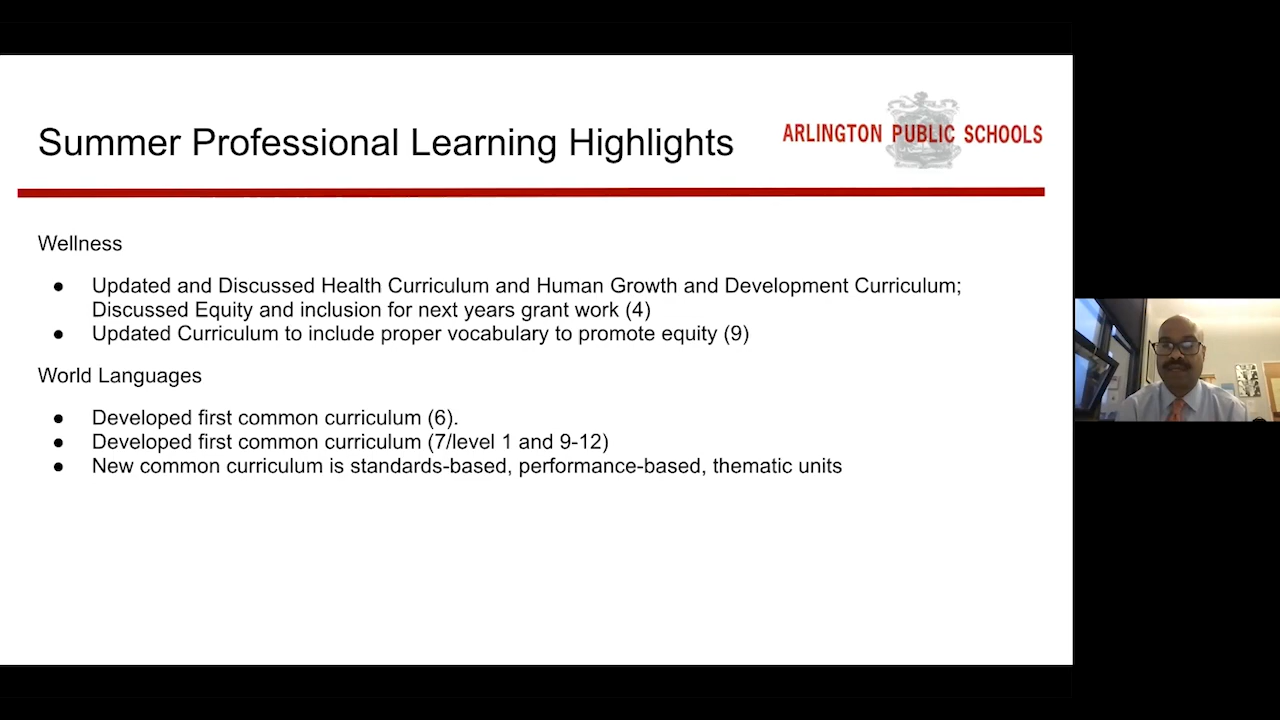 Summer Professional Learning Highlights
ARLINGTON PUBLIC SCHOOLS
Wellness
● Updated and Discussed Health Curriculum and Human Growth and Development Curriculum;
Discussed Equity and inclusion for next years grant work (4)
● Updated Curriculum to include proper vocabulary to promote equity (9)
World Languages
● Developed first common curriculum (6).
● Developed first common curriculum (7/level 1 and 9-12)
● New common curriculum is standards-based, performance-based, thematic units